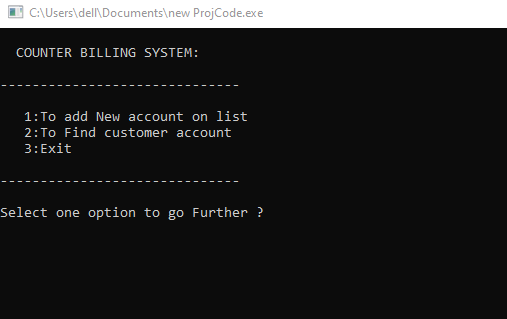 C:\Users\dell\Documents\new ProjCode.exe
COUNTER BILLING SYSTEM:
------------------------------
1:To add New account on list
2:To Find customer account
3:Exit
------------------------------
Select one option to go Further ?